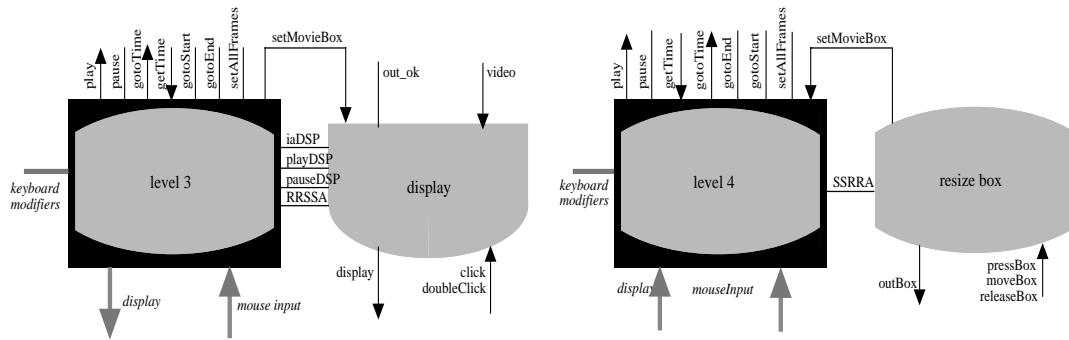 play
pause
gotoTime
getTime
gotoStart
gotoEnd
setAllFrames
setMovieBox
out_ok
video
iaDSP
playDSP
pauseDSP
RRSSA
level 3
display
keyboard
modifiers
display
mouse input
display
click
doubleClick
play
pause
getTime
gotoTime
gotoEnd
gotoStart
setAllFrames
setMovieBox
level 4
SSRRA
resize box
keyboard
modifiers
display
mouseInput
outBox
pressBox
moveBox
releaseBox